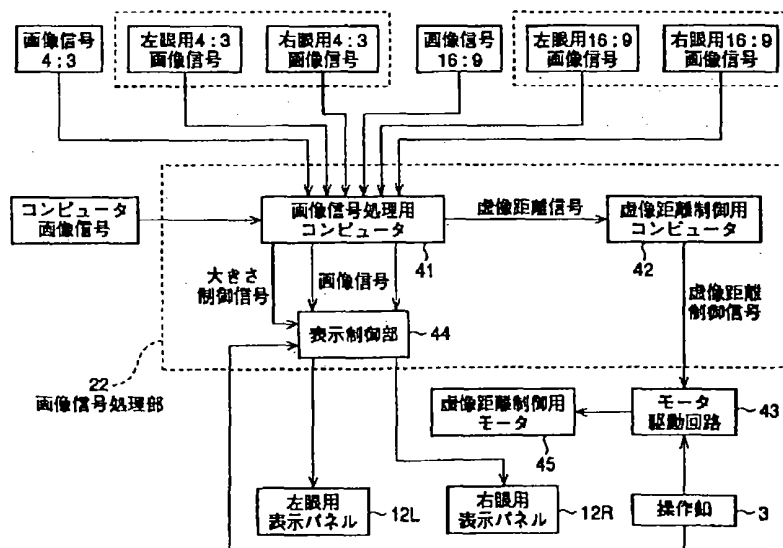 画像信号
4:3
左眼用4:3
画像信号
右眼用4:3
画像信号
画像信号
16:9
左眼用16:9
画像信号
右眼用16:9
画像信号
コンピュータ
画像信号
画像信号処理用
コンピュータ
41
虚像距離信号
虚像距離制御用
コンピュータ
42
大きさ
制御信号
画像信号
虚像距離
制御信号
表示制御部
44
22
画像信号処理部
虚像距離制御用
モータ
45
モータ
駆動回路
43
左眼用
表示パネル
12L
右眼用
表示パネル
12R
操作卸
3